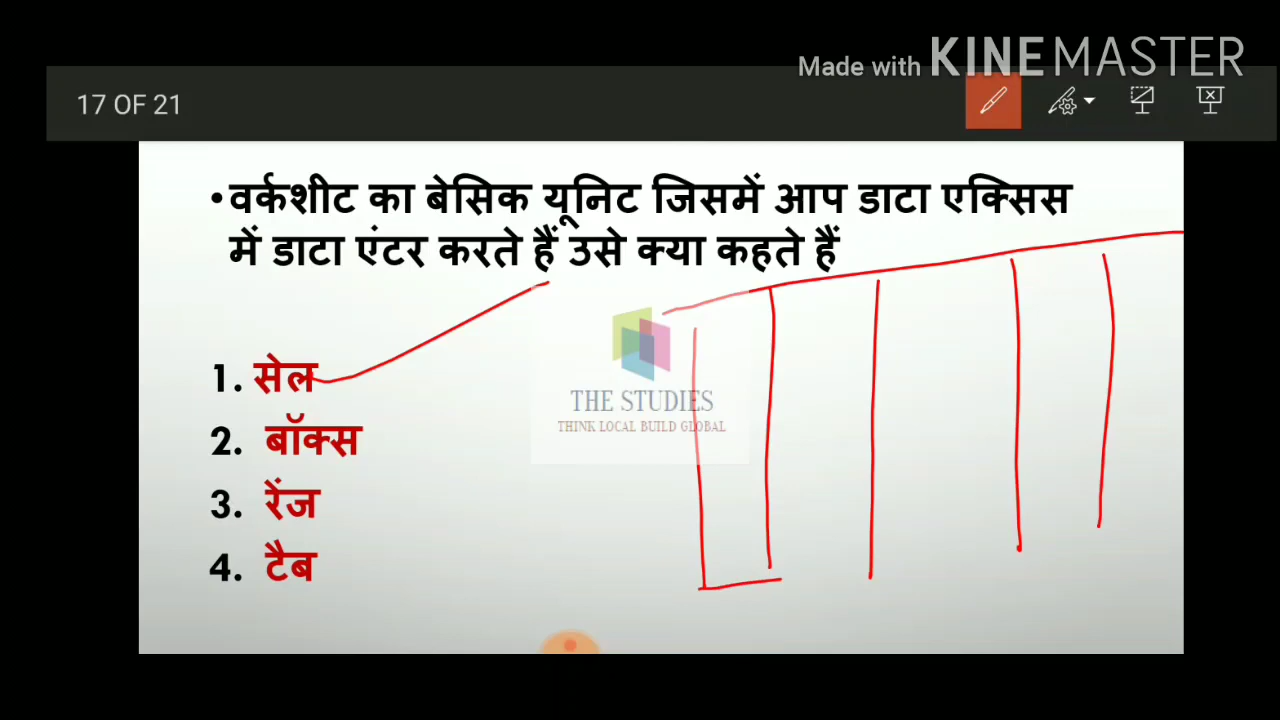 Made with KINEMASTER
17 OF 21
•वर्कशीट का बेसिक यूनिट जिसमें आप डाटा एक्सिस
में डाटा एंटर करते हैं उसे क्या कहते हैं
1. सेल
2. बॉक्स
3. रेंज
4. टैब
THE STUDIES
THINK LOCAL BUILD GLOBAL